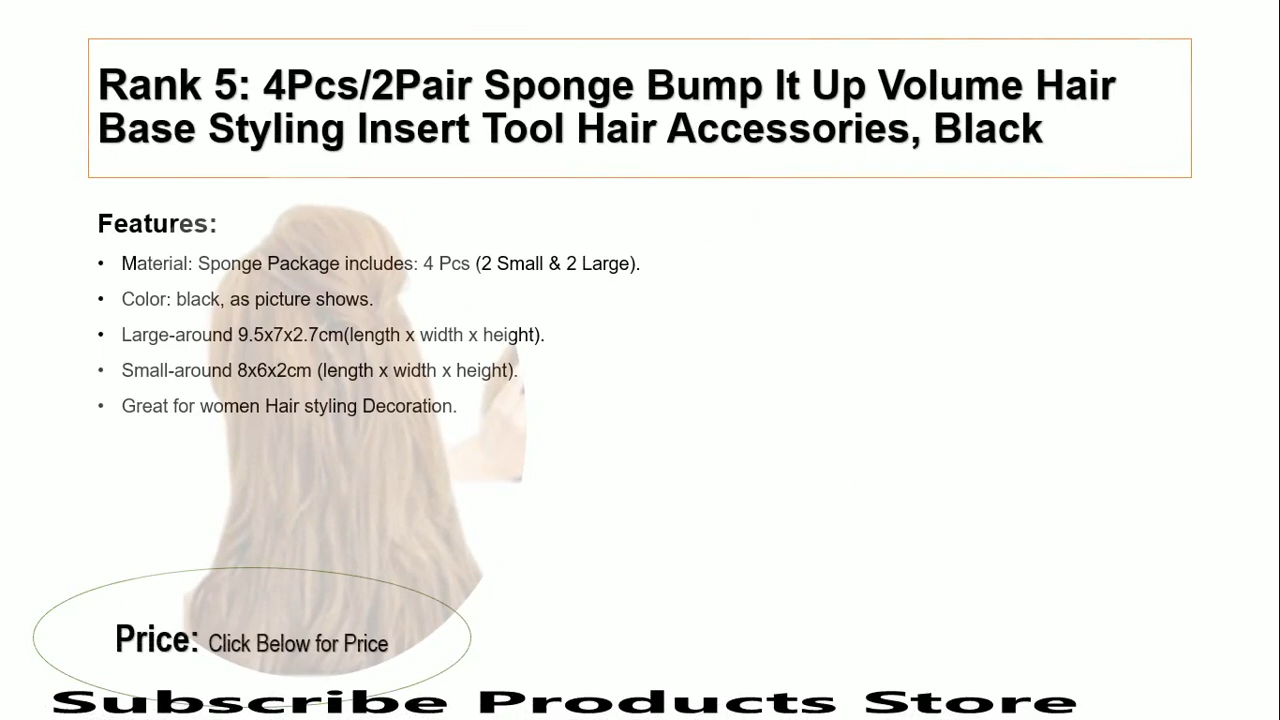 Rank 5: 4Pcs/2Pair Sponge Bump It Up Volume Hair
Base Styling Insert Tool Hair Accessories, Black
Features:
• Material: Sponge Package includes: 4 Pcs (2 Small & 2 Large).
• Color: black, as picture shows.
• Large-around 9.5x7x2.7cm(length x width x height).
• Small-around 8x6x2cm (length x width x height).
• Great for women Hair styling Decoration.
Price: Click Below for Price
Subscribe Products Store